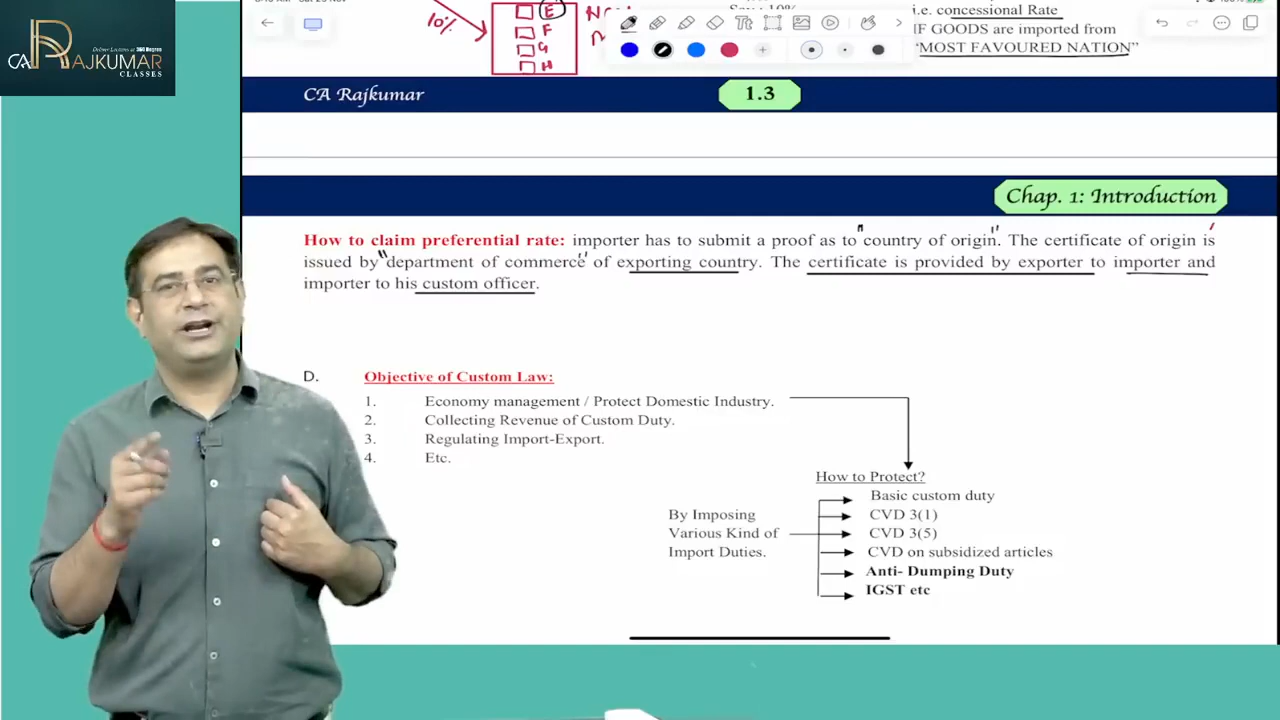 Deliver Lectures at 360 Degree
CA RAJKUMAR
CLASSES
10%
E
F
G
H
i.e. concessional Rate
IF GOODS are imported from
“MOST FAVOURED NATION”
CA Rajkumar
1.3
Chap. 1: Introduction
How to claim preferential rate: importer has to submit a proof as to country of origin. The certificate of origin is
issued by department of commerce of exporting country. The certificate is provided by exporter to importer and
importer to his custom officer.
D. Objective of Custom Law:
1. Economy management / Protect Domestic Industry.
2. Collecting Revenue of Custom Duty.
3. Regulating Import-Export.
4. Etc.
How to Protect?
By Imposing
Various Kind of
Import Duties.
Basic custom duty
CVD 3(1)
CVD 3(5)
CVD on subsidized articles
Anti- Dumping Duty
IGST etc